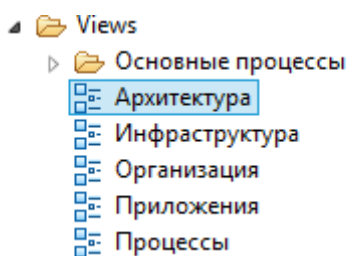 Views
Основные процессы
Архитектура
Инфраструктура
Организация
Приложения
Процессы